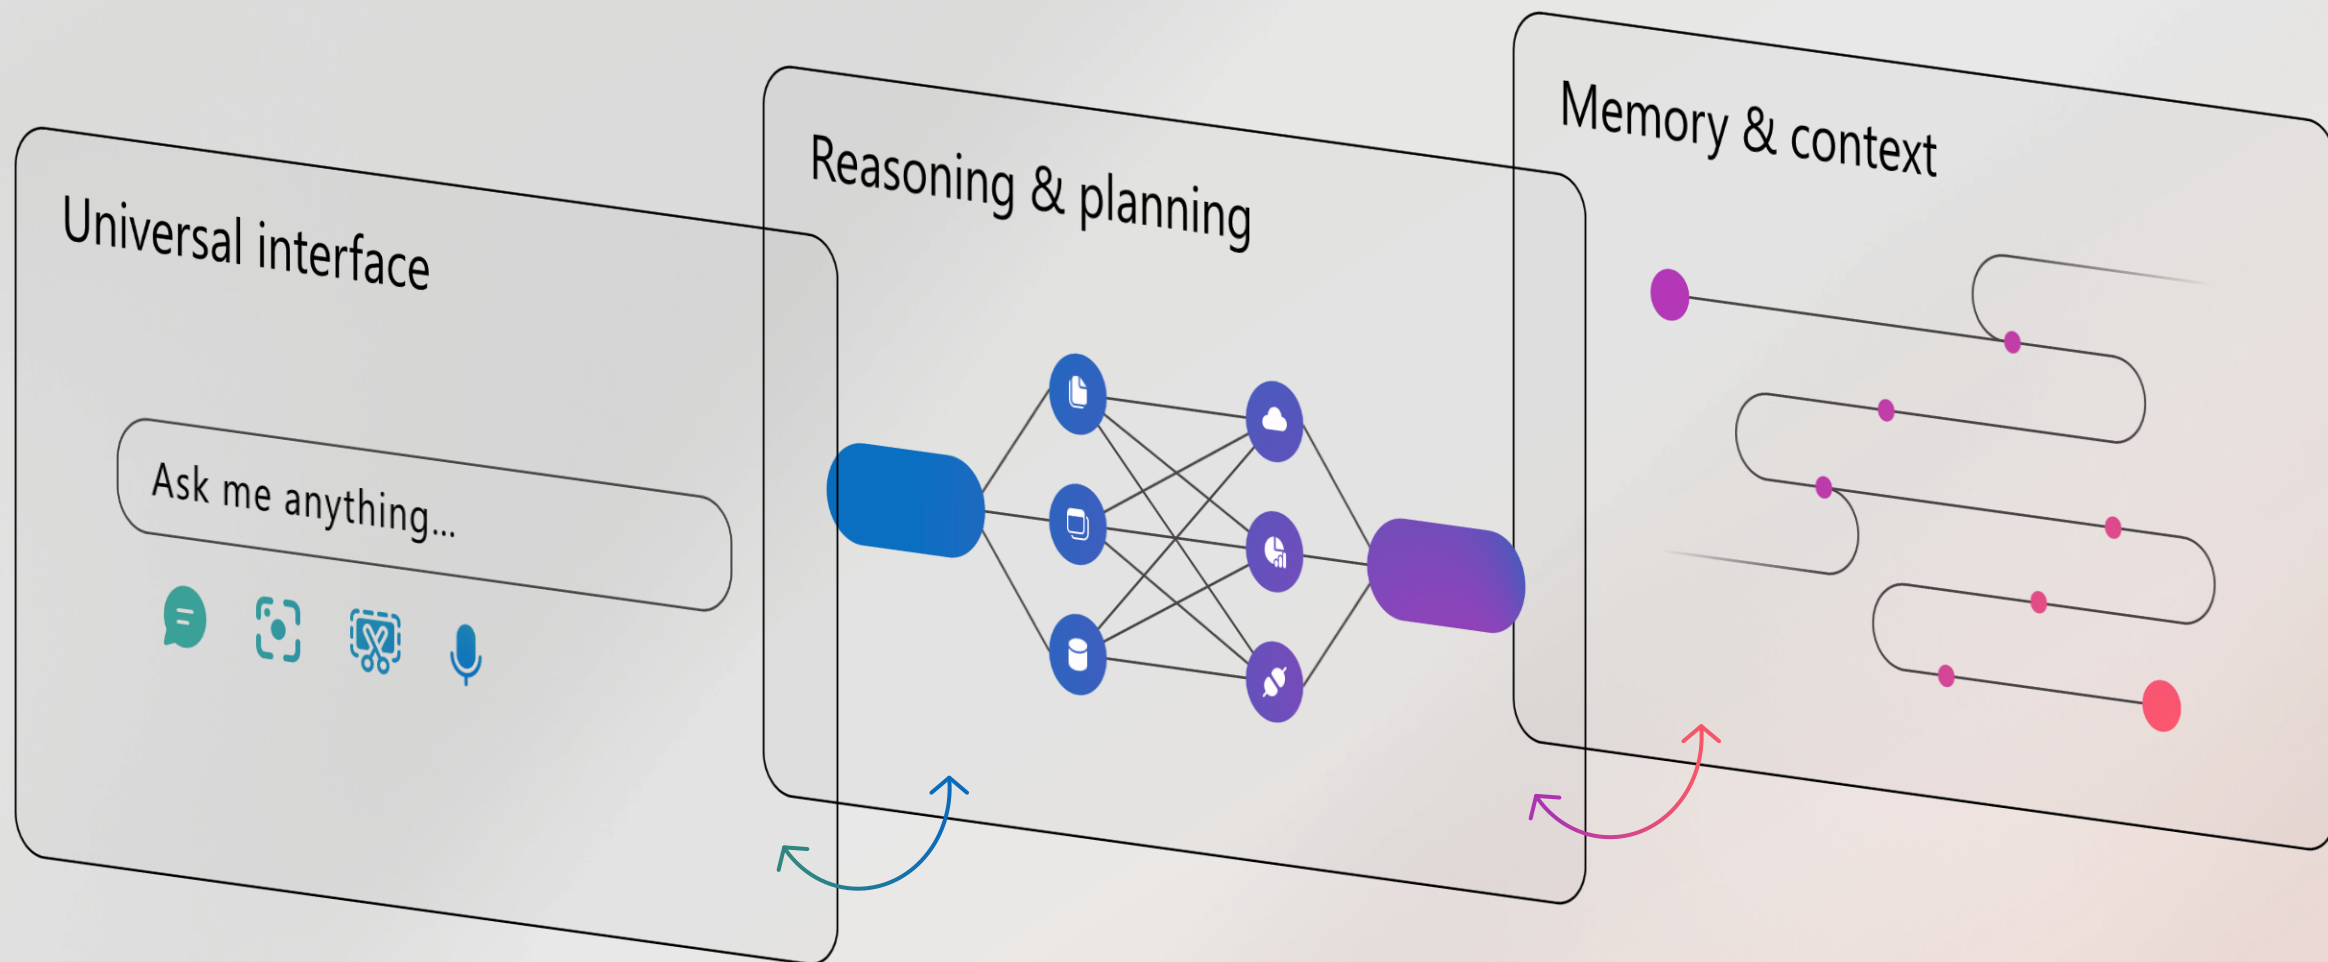 Universal interface
Ask me anything...
Reasoning & planning
Memory & context